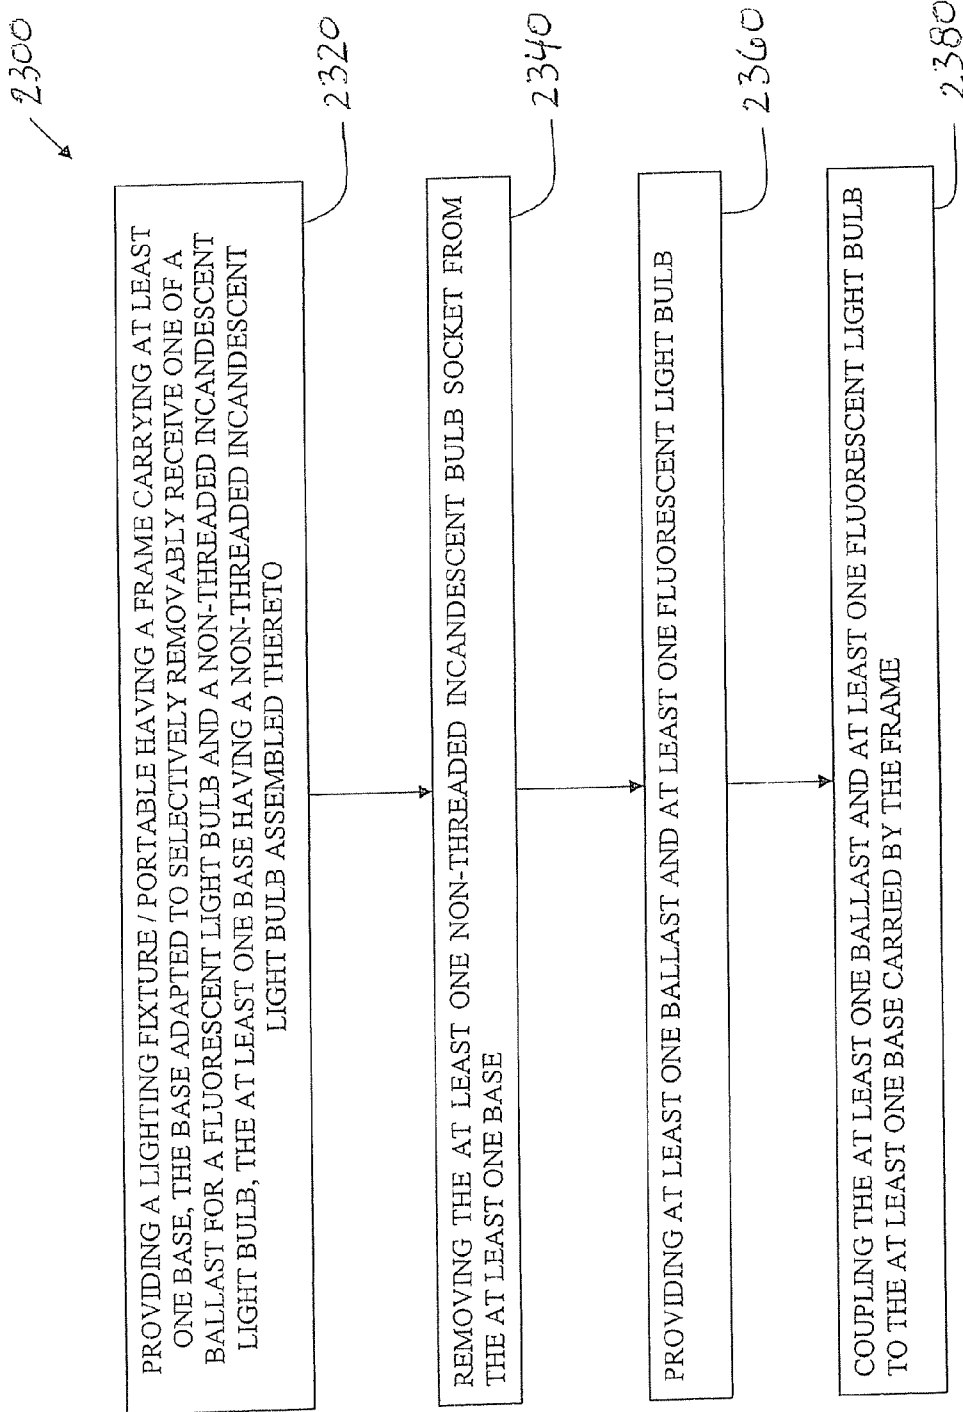 2300
PROVIDING A LIGHTING FIXTURE / PORTABLE HAVING A FRAME CARRYING AT LEAST
ONE BASE, THE BASE ADAPTED TO SELECTIVELY REMOVABLY RECEIVE ONE OF A
BALLAST FOR A FLUORESCENT LIGHT BULB AND A NON-THREADED INCANDESCENT
LIGHT BULB, THE AT LEAST ONE BASE HAVING A NON-THREADED INCANDESCENT
LIGHT BULB ASSEMBLED THERETO
2320
REMOVING THE AT LEAST ONE NON-THREADED INCANDESCENT BULB SOCKET FROM
THE AT LEAST ONE BASE
2340
PROVIDING AT LEAST ONE BALLAST AND AT LEAST ONE FLUORESCENT LIGHT BULB
2360
COUPLING THE AT LEAST ONE BALLAST AND AT LEAST ONE FLUORESCENT LIGHT BULB
TO THE AT LEAST ONE BASE CARRIED BY THE FRAME
2380